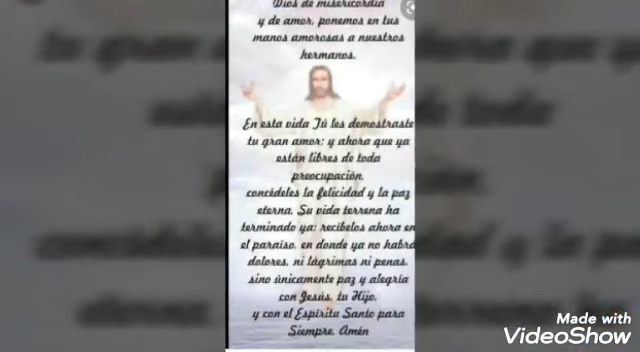 Dios de misericordia
y de amor, ponemos en tus
manos amorosas a nuestros
hermanos.
En esta vida Tú les demostraste
tu gran amor; y ahora que ya
están libres de toda
preocupación,
concédeles la felicidad y la paz
eterna. Su vida terrena ha
terminado ya; recíbelos ahora en
el paraíso, en donde ya no habrá
dolores, ni lágrimas ni penas,
sino únicamente paz y alegría
con Jesús, tu Hijo,
y con el Espíritu Santo para
Siempre. Amén
Made with
VideoShow